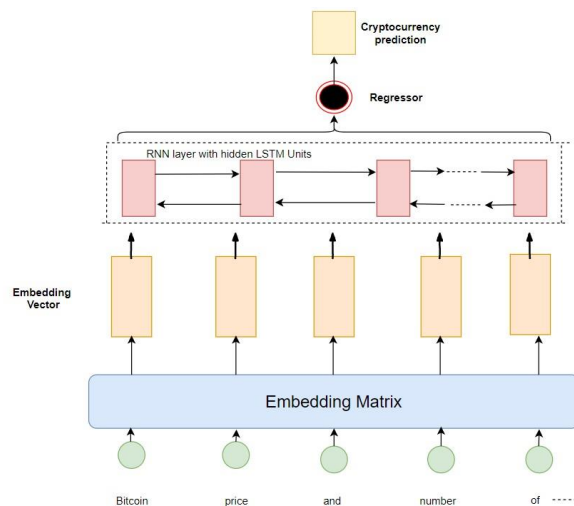 Cryptocurrency
prediction
Regressor
RNN layer with hidden LSTM Units
Embedding
Vector
Embedding Matrix
Bitcoin price and number of